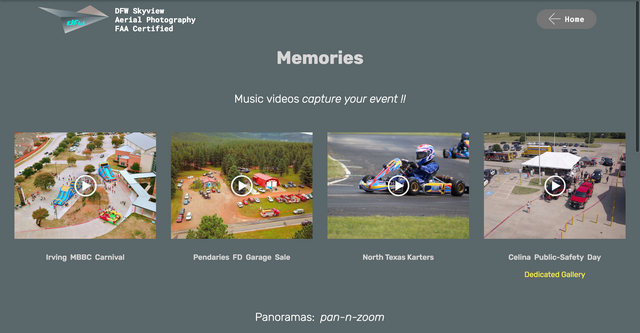 DFW Skyview
Aerial Photography
FAA Certified
dfw
Home
Memories
Music videos capture your event !!
Irving MBBC Carnival
Pendaries FD Garage Sale
North Texas Karters
Celina Public-Safety Day
Dedicated Gallery
Panoramas: pan-n-zoom